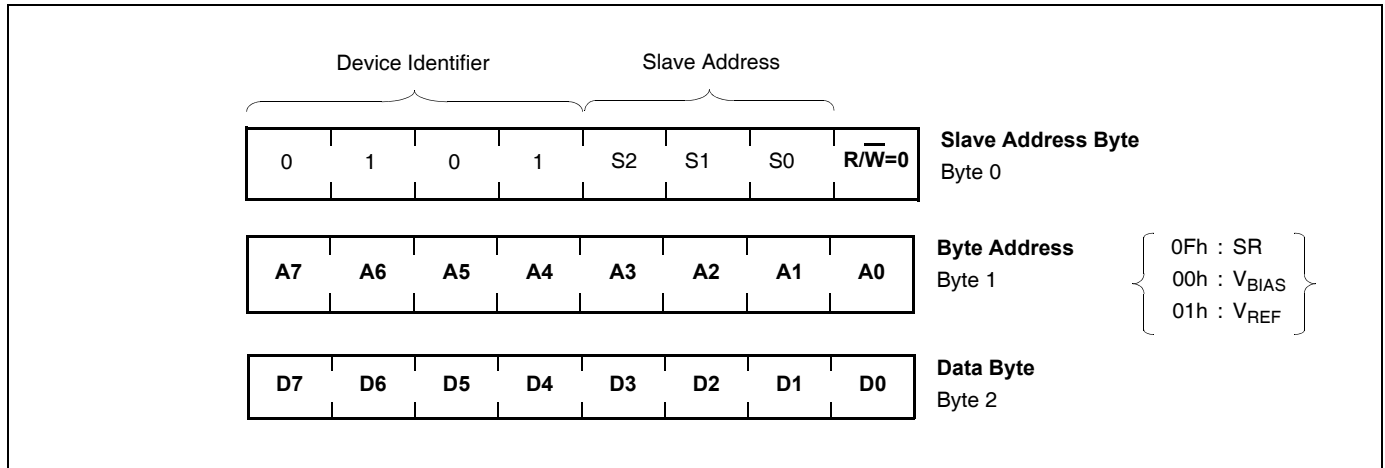 Device Identifier Slave Address
0 1 0 1 S2 S1 S0 R/W̅=0
Slave Address Byte
Byte 0
A7 A6 A5 A4 A3 A2 A1 A0
Byte Address
Byte 1
0Fh : SR
00h : VBIAS
01h : VREF
D7 D6 D5 D4 D3 D2 D1 D0
Data Byte
Byte 2